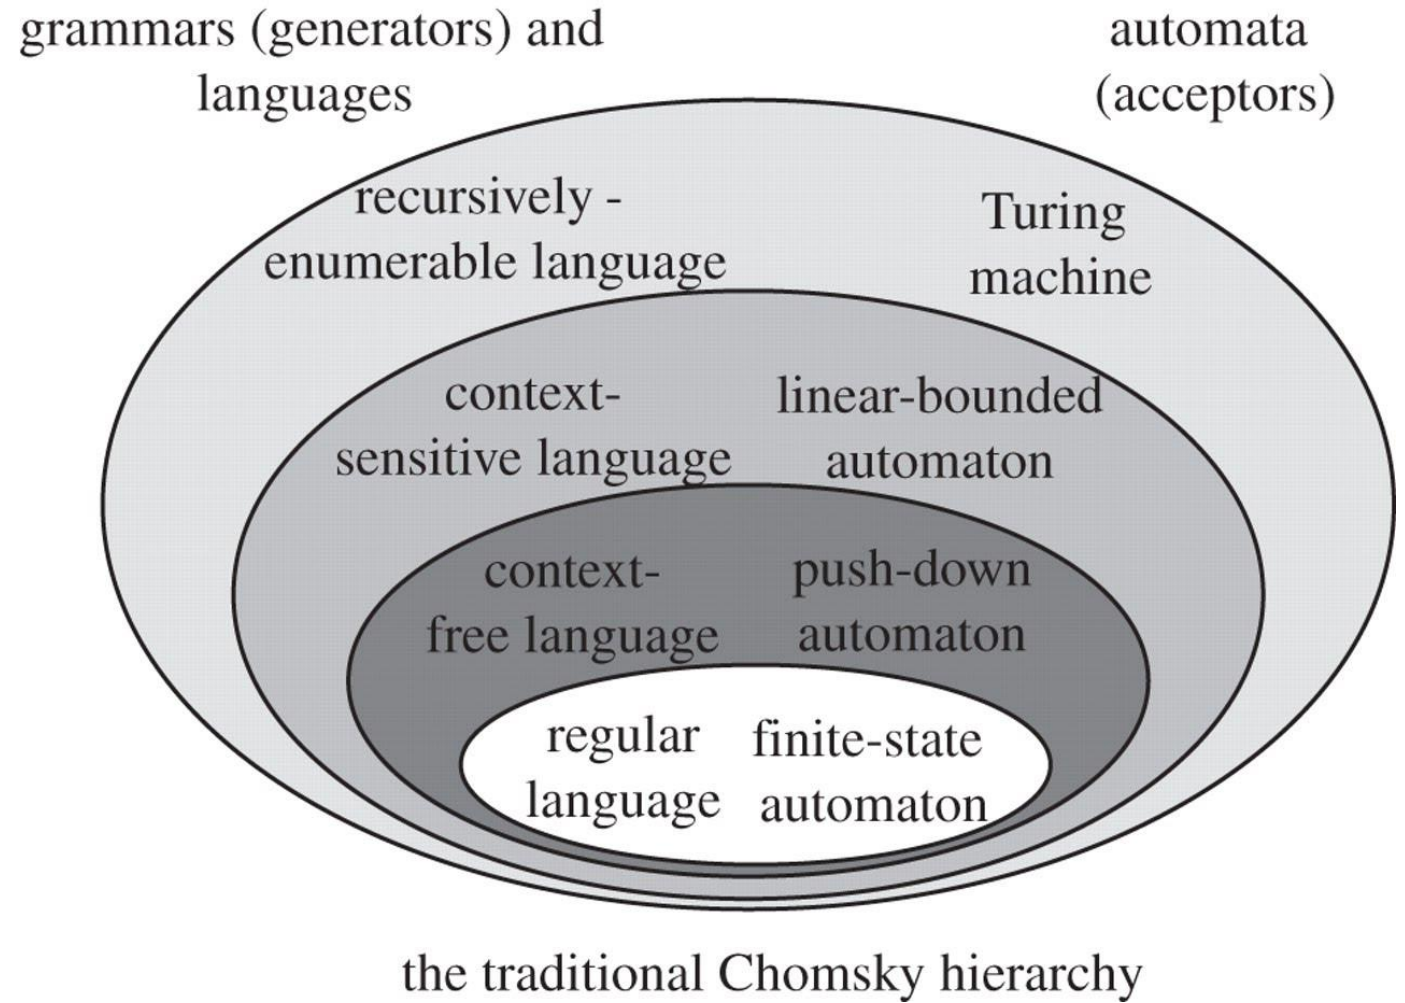 grammars (generators) and
languages
automata
(acceptors)
recursively -
enumerable language
Turing
machine
context-
sensitive language
linear-bounded
automaton
context-
free language
push-down
automaton
regular
language
finite-state
automaton
the traditional Chomsky hierarchy